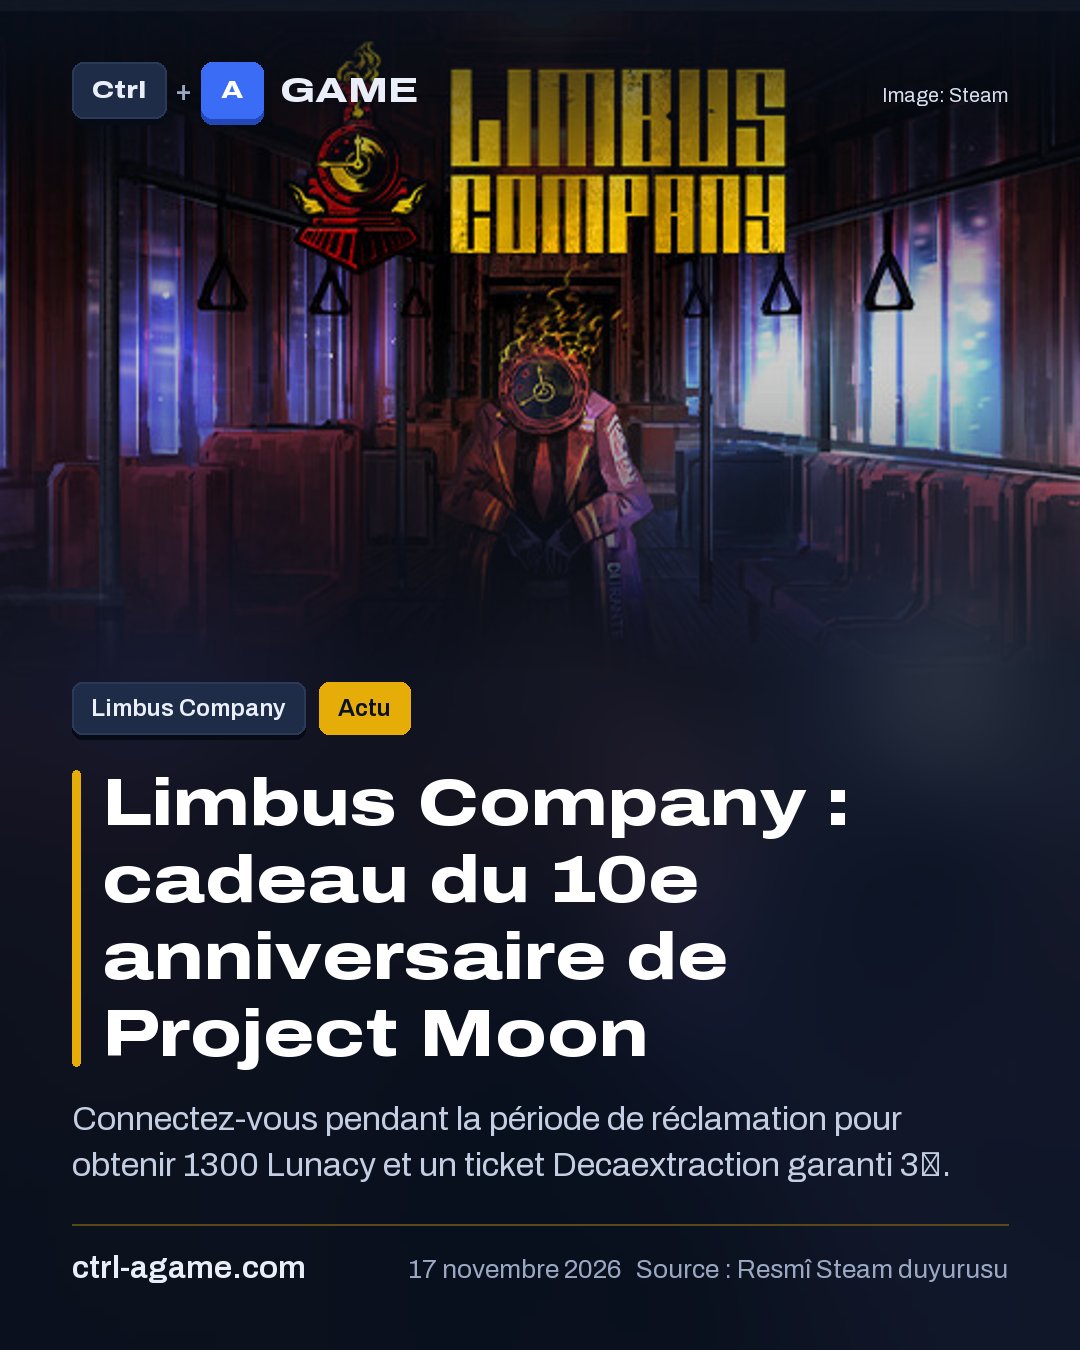 Ctrl + A GAME
Image: Steam
LIMBUS
COMPANY
Limbus Company
Actu
Limbus Company :
cadeau du 10e
anniversaire de
Project Moon
Connectez-vous pendant la période de réclamation pour
obtenir 1300 Lunacy et un ticket Decaextraction garanti 3.
ctrl-agame.com
17 novembre 2026 Source : Resmî Steam duyurusu